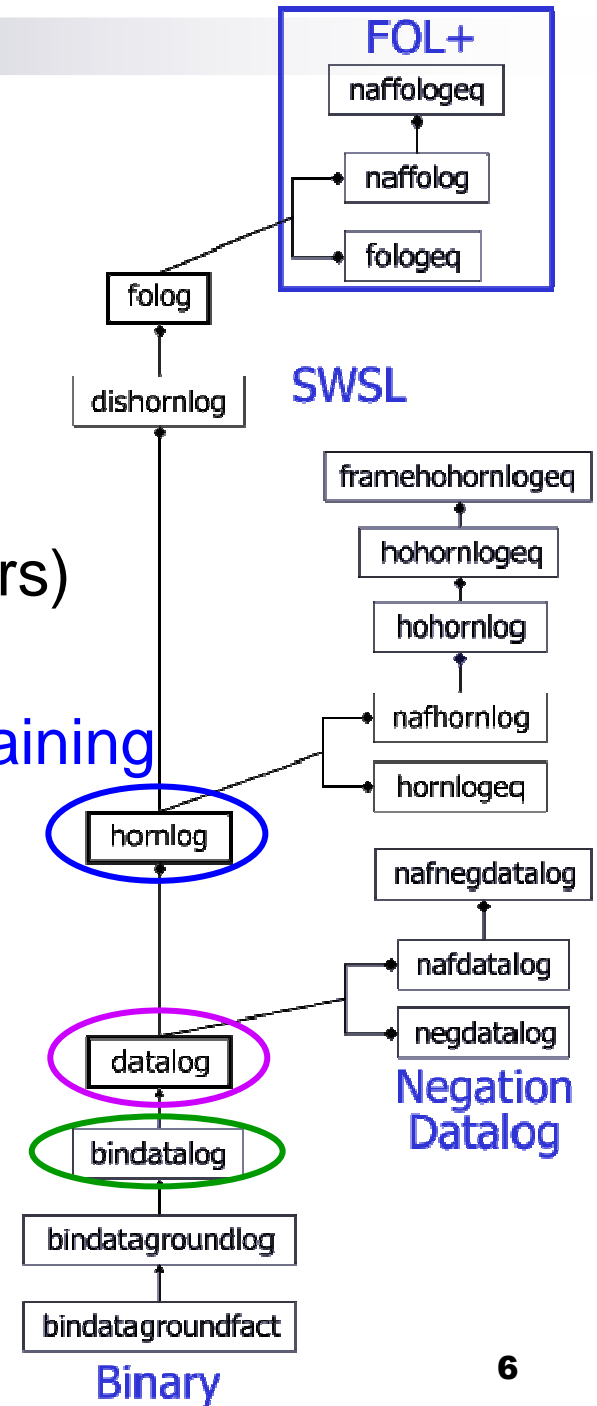 FOL+
naffologeq
naffolog
fologeq
folog
dishornlog
SWSL
framehohornlogeq
hohornlogeq
rs)
hohornlog
nafhornlog
aining
hornlogeq
hornlog
nafnegdatalog
nafdatalog
negdatalog
datalog
Negation
Datalog
bindatalog
bindatagroundlog
bindatagroundfact
Binary
6